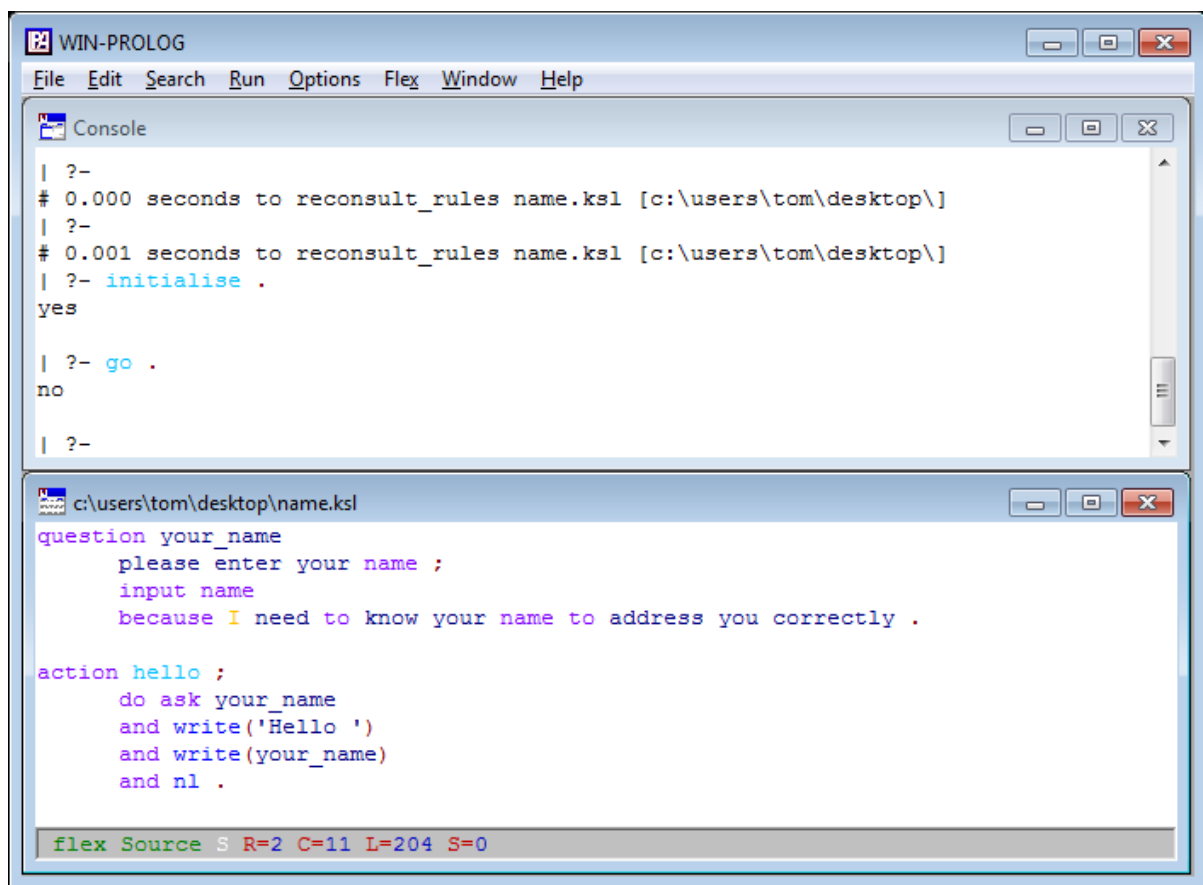 WIN-PROLOG
File Edit Search Run Options Flex Window Help
Console
| ?-
# 0.000 seconds to reconsult_rules name.ksl [c:\users\tom\desktop\]
| ?-
# 0.001 seconds to reconsult_rules name.ksl [c:\users\tom\desktop\]
| ?- initialise .
yes
| ?- go .
no
| ?-
c:\users\tom\desktop\name.ksl
question your_name
please enter your name ;
input name
because I need to know your name to address you correctly .
action hello ;
do ask your_name
and write('Hello ')
and write(your_name)
and nl .
flex Source S R=2 C=11 L=204 S=0